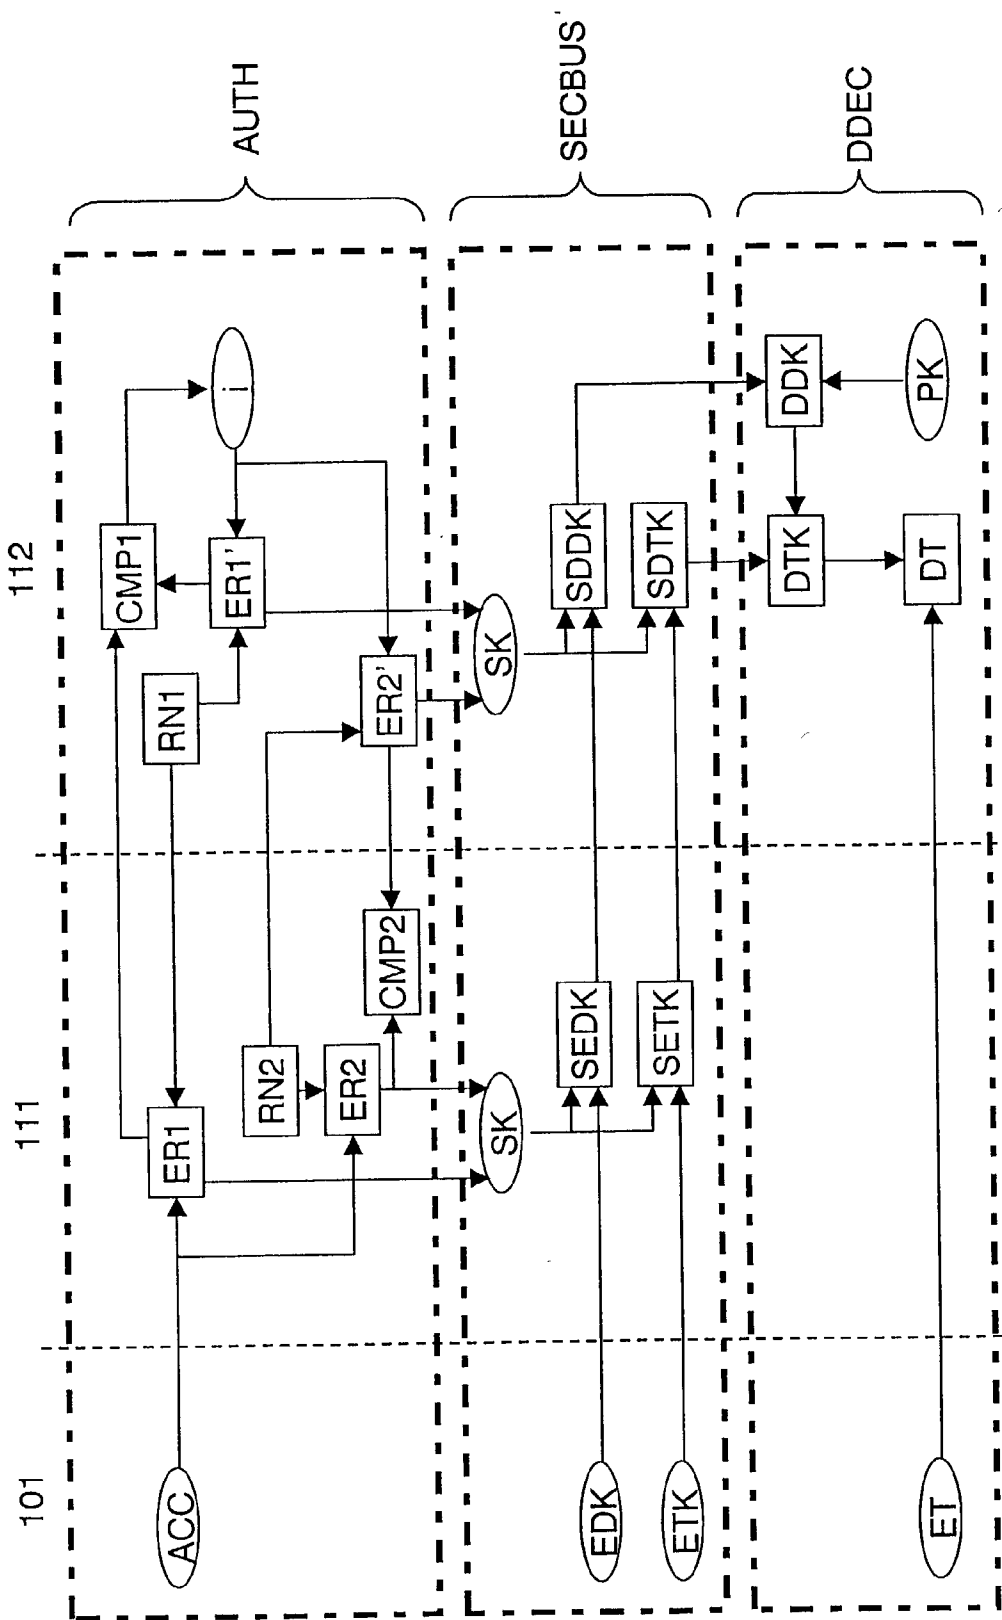 101
111
112
ACC
ER1
RN1
CMP1
RN2
ER1'
i
ER2
CMP2
ER2'
AUTH
SK
SK
EDK
SEDK
SDDK
ETK
SETK
SDTK
SECBUS
DTK
DDK
ET
DT
PK
DDEC